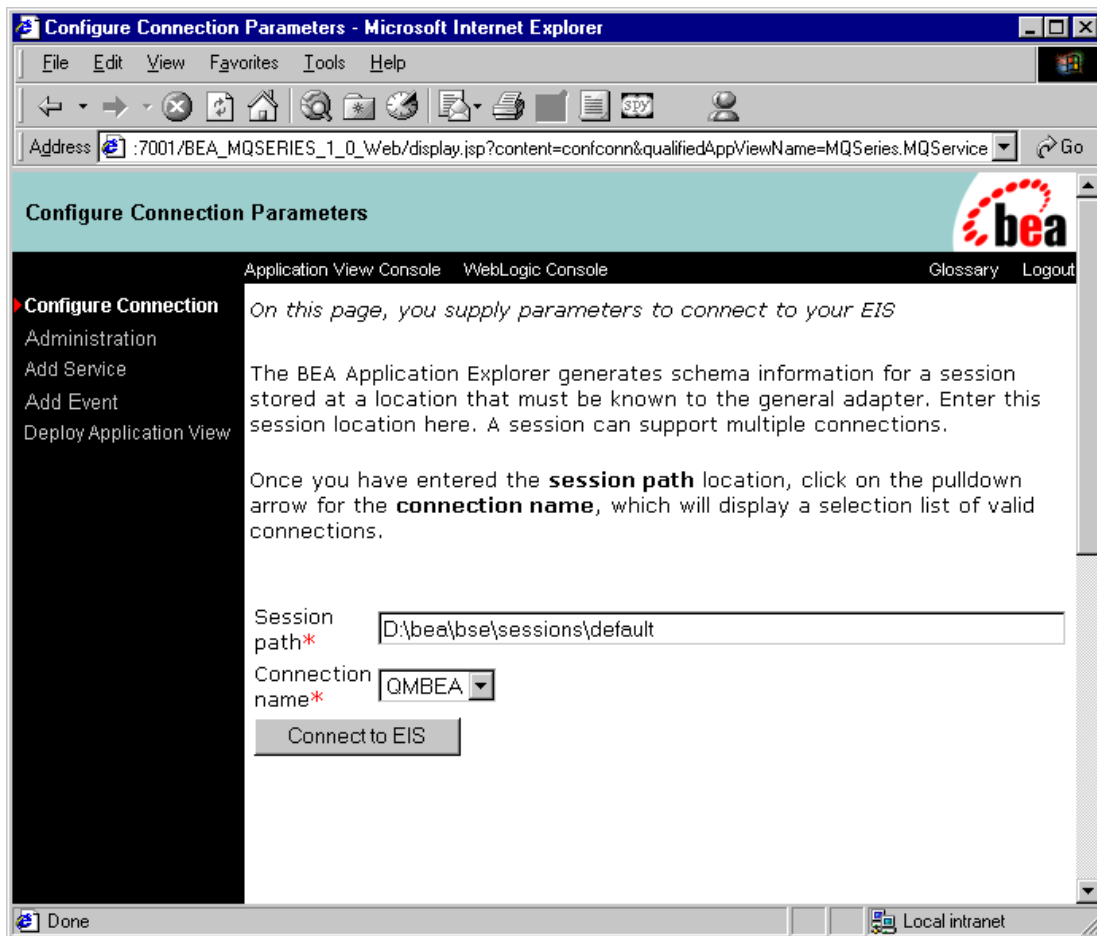 Configure Connection Parameters - Microsoft Internet Explorer
File Edit View Favorites Tools Help
SPY
Address :7001/BEA_MQSERIES_1_0_Web/display.jsp?content=confconn&qualifiedAppViewName=MQSeries.MQService Go
Configure Connection Parameters
bea
Application View Console WebLogic Console Glossary Logout
Configure Connection
Administration
Add Service
Add Event
Deploy Application View
On this page, you supply parameters to connect to your EIS
The BEA Application Explorer generates schema information for a session
stored at a location that must be known to the general adapter. Enter this
session location here. A session can support multiple connections.
Once you have entered the session path location, click on the pulldown
arrow for the connection name, which will display a selection list of valid
connections.
Session
path*
D:\bea\bse\sessions\default
Connection
name*
QMBEA
Connect to EIS
Done Local intranet